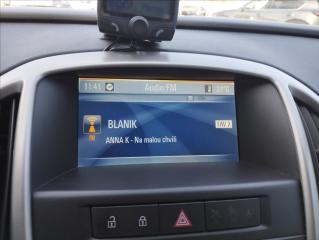 11:41 Audio FM
BLANIK
ANNA K - Na malou chvíli